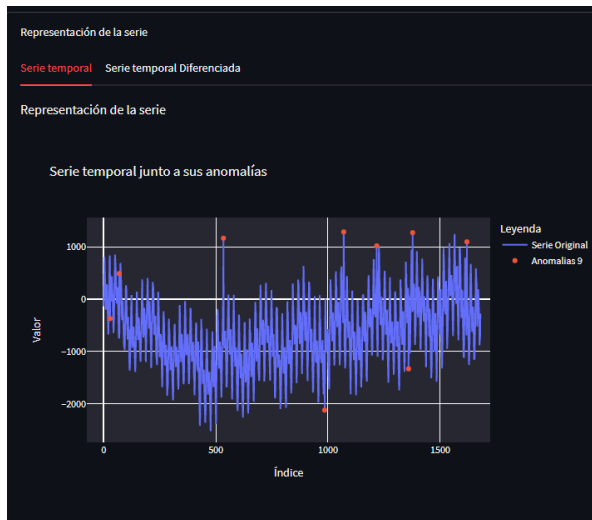 Representación de la serie
Serie temporal Serie temporal Diferenciada
Representación de la serie
Serie temporal junto a sus anomalías
Leyenda
Serie Original
Anomalias 9
1000
0
−1000
−2000
Valor
0 500 1000 1500
Índice